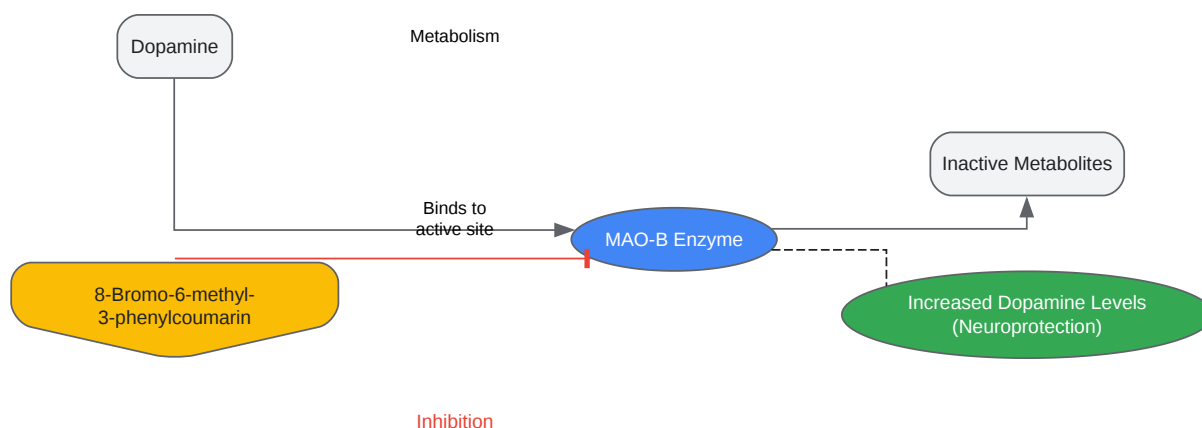 Dopamine
Metabolism
Inactive Metabolites
Binds to
active site
MAO-B Enzyme
8-Bromo-6-methyl-
3-phenylcoumarin
Increased Dopamine Levels
(Neuroprotection)
Inhibition